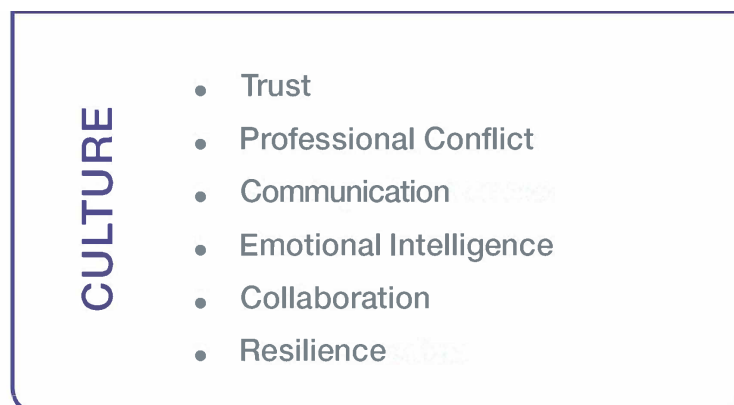 CULTURE
• Trust
• Professional Conflict
• Communication
• Emotional Intelligence
• Collaboration
• Resilience